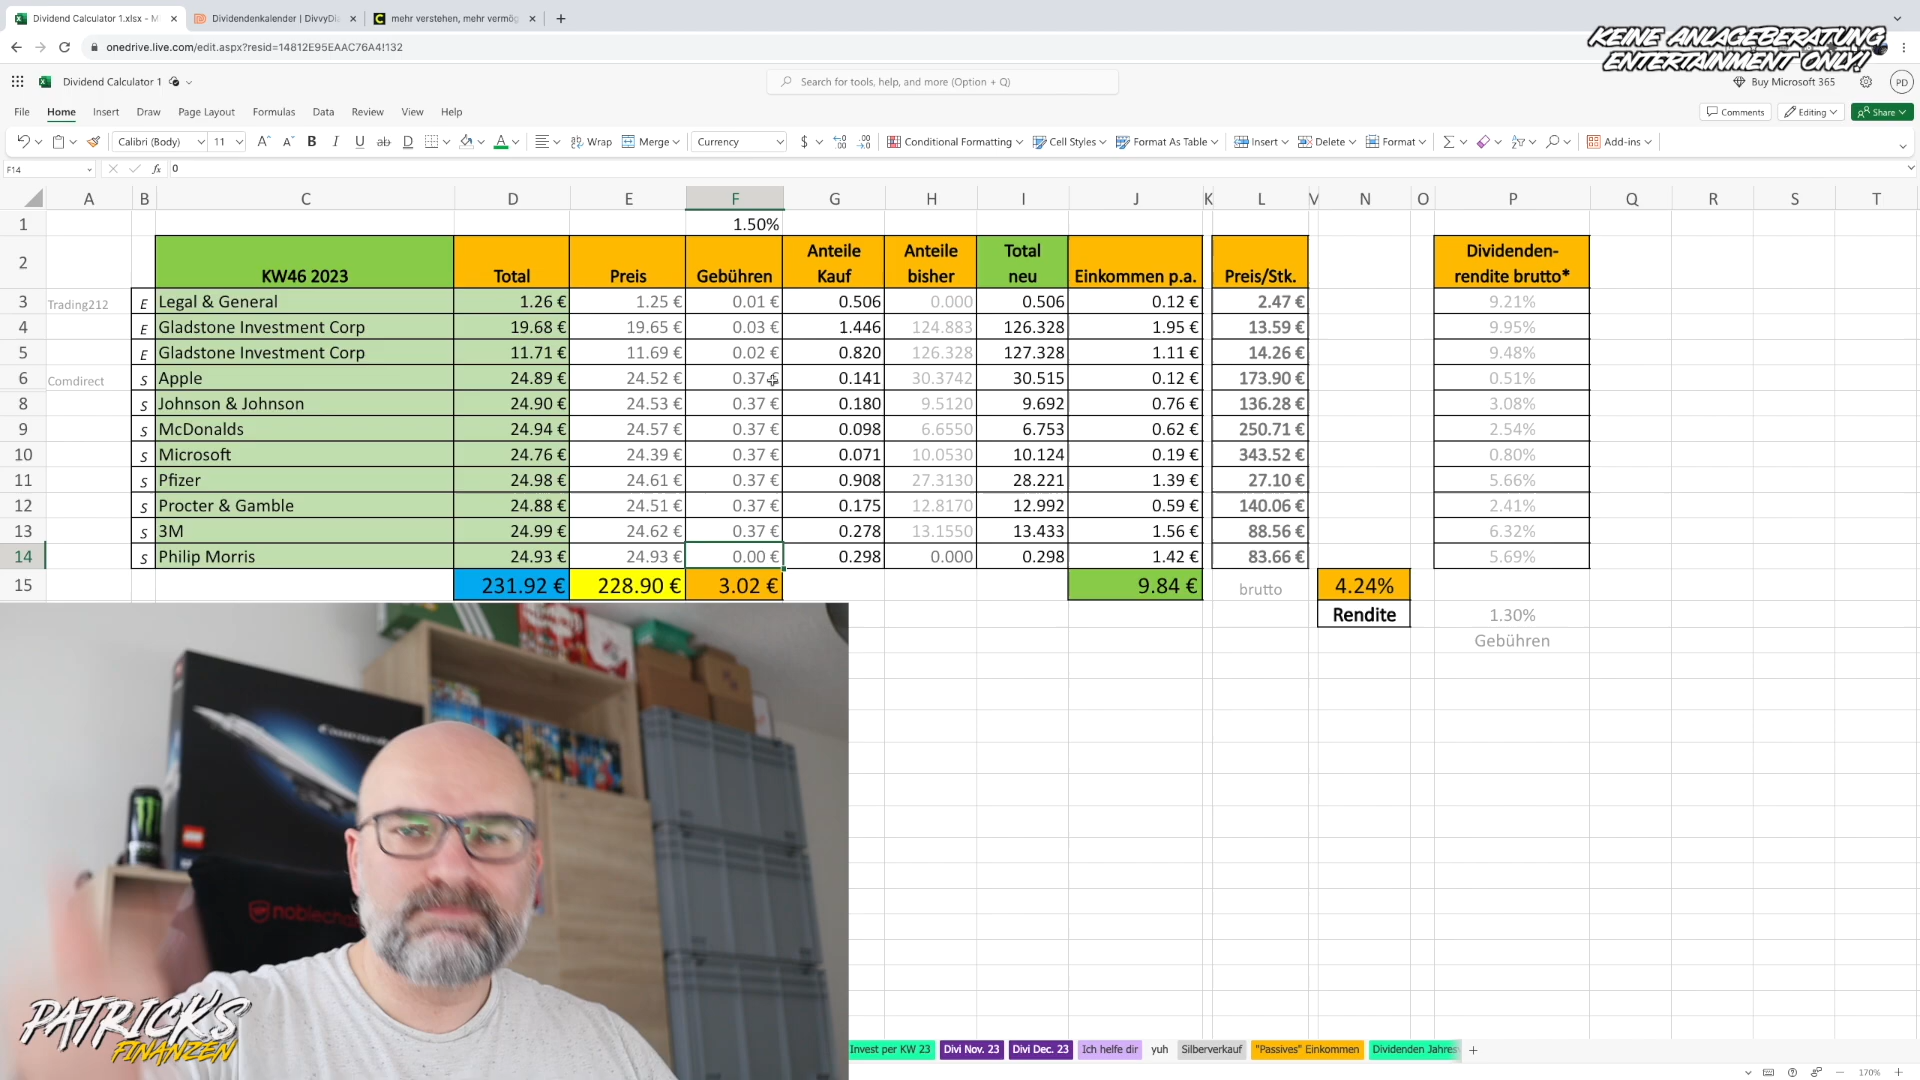 Dividend Calculator 1.xlsx - M
Dividendenkalender | DivvyDi
mehr verstehen, mehr vermög
onedrive.live.com/edit.aspx?resid=14812E95EAAC76A4!132
KEINE ANLAGEBERATUNG
ENTERTAINMENT ONLY!
Dividend Calculator 1
Search for tools, help, and more (Option + Q)
Buy Microsoft 365
PD
File Home Insert Draw Page Layout Formulas Data Review View Help
Comments Editing Share
Calibri (Body) 11 B I U ab D Wrap Merge Currency $ Conditional Formatting Cell Styles Format As Table Insert Delete Format Add-ins
F14 fx 0
A B C D E F G H I J K L N O P Q R S T
1 1.50%
2 KW46 2023 Total Preis Gebühren Anteile Kauf Anteile bisher Total neu Einkommen p.a. Preis/Stk. Dividenden-rendite brutto*
3 Trading212 E Legal & General 1.26 € 1.25 € 0.01 € 0.506 0.000 0.506 0.12 € 2.47 € 9.21%
4 E Gladstone Investment Corp 19.68 € 19.65 € 0.03 € 1.446 124.883 126.328 1.95 € 13.59 € 9.95%
5 E Gladstone Investment Corp 11.71 € 11.69 € 0.02 € 0.820 126.328 127.328 1.11 € 14.26 € 9.48%
6 Comdirect S Apple 24.89 € 24.52 € 0.37 € 0.141 30.3742 30.515 0.12 € 173.90 € 0.51%
8 S Johnson & Johnson 24.90 € 24.53 € 0.37 € 0.180 9.5120 9.692 0.76 € 136.28 € 3.08%
9 S McDonalds 24.94 € 24.57 € 0.37 € 0.098 6.6550 6.753 0.62 € 250.71 € 2.54%
10 S Microsoft 24.76 € 24.39 € 0.37 € 0.071 10.0530 10.124 0.19 € 343.52 € 0.80%
11 S Pfizer 24.98 € 24.61 € 0.37 € 0.908 27.3130 28.221 1.39 € 27.10 € 5.66%
12 S Procter & Gamble 24.88 € 24.51 € 0.37 € 0.175 12.8170 12.992 0.59 € 140.06 € 2.41%
13 S 3M 24.99 € 24.62 € 0.37 € 0.278 13.1550 13.433 1.56 € 88.56 € 6.32%
14 S Philip Morris 24.93 € 24.93 € 0.00 € 0.298 0.000 0.298 1.42 € 83.66 € 5.69%
15 231.92 € 228.90 € 3.02 € 9.84 € brutto 4.24%
Rendite 1.30%
Gebühren
PATRICKS
FINANZEN
Invest per KW 23 Divi Nov. 23 Divi Dec. 23 Ich helfe dir yuh Silberverkauf "Passives" Einkommen Dividenden Jahres
170%